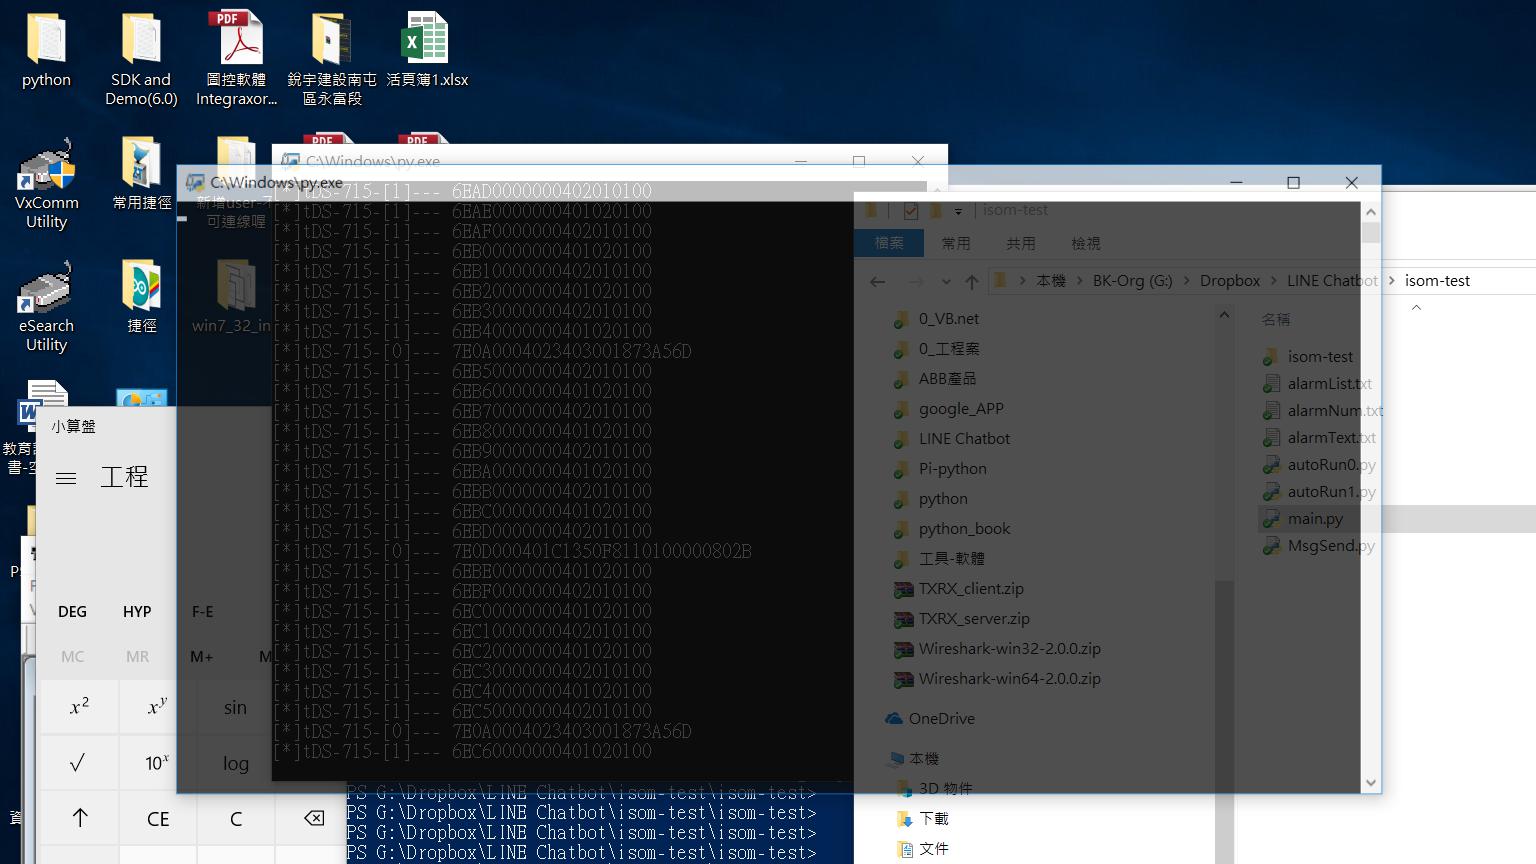 python
SDK and
Demo(6.0)
圖控軟體
Integraxor...
銳宇建設南屯
區永富段
活頁簿1.xlsx
VxComm
Utility
常用捷徑
新增user-不
可連線喔
eSearch
Utility
捷徑
win7_32_in
C:\Windows\py.exe
C:\Windows\py.exe
[*]tDS-715-[1]--- 6EAD0000000402010100
[*]tDS-715-[1]--- 6EAE0000000401020100
[*]tDS-715-[1]--- 6EAF0000000402010100
[*]tDS-715-[1]--- 6EB00000000401020100
[*]tDS-715-[1]--- 6EB10000000402010100
[*]tDS-715-[1]--- 6EB20000000401020100
[*]tDS-715-[1]--- 6EB30000000402010100
[*]tDS-715-[1]--- 6EB40000000401020100
[*]tDS-715-[0]--- 7E0A0004023403001873A56D
[*]tDS-715-[1]--- 6EB50000000402010100
[*]tDS-715-[1]--- 6EB60000000401020100
[*]tDS-715-[1]--- 6EB70000000402010100
[*]tDS-715-[1]--- 6EB80000000401020100
[*]tDS-715-[1]--- 6EB90000000402010100
[*]tDS-715-[1]--- 6EBA0000000401020100
[*]tDS-715-[1]--- 6EBB0000000402010100
[*]tDS-715-[1]--- 6EBC0000000401020100
[*]tDS-715-[1]--- 6EBD0000000402010100
[*]tDS-715-[0]--- 7E0D000401C1350F8110100000802B
[*]tDS-715-[1]--- 6EBE0000000401020100
[*]tDS-715-[1]--- 6EBF0000000402010100
[*]tDS-715-[1]--- 6EC00000000401020100
[*]tDS-715-[1]--- 6EC10000000402010100
[*]tDS-715-[1]--- 6EC20000000401020100
[*]tDS-715-[1]--- 6EC30000000402010100
[*]tDS-715-[1]--- 6EC40000000401020100
[*]tDS-715-[1]--- 6EC50000000402010100
[*]tDS-715-[0]--- 7E0A0004023403001873A56D
[*]tDS-715-[1]--- 6EC60000000401020100
PS G:\Dropbox\LINE Chatbot\isom-test\isom-test>
PS G:\Dropbox\LINE Chatbot\isom-test\isom-test>
PS G:\Dropbox\LINE Chatbot\isom-test\isom-test>
PS G:\Dropbox\LINE Chatbot\isom-test\isom-test>
小算盤
工程
DEG HYP F-E
MC MR M+ M
x² xʸ sin
√ 10ˣ log
↑ CE C
isom-test
檔案 常用 共用 檢視
本機 > BK-Org (G:) > Dropbox > LINE Chatbot > isom-test
0_VB.net
0_工程案
ABB產品
google_APP
LINE Chatbot
Pi-python
python
python_book
工具-軟體
TXRX_client.zip
TXRX_server.zip
Wireshark-win32-2.0.0.zip
Wireshark-win64-2.0.0.zip
OneDrive
本機
3D 物件
下載
文件
名稱
isom-test
alarmList.txt
alarmNum.txt
alarmText.txt
autoRun0.py
autoRun1.py
main.py
MsgSend.py